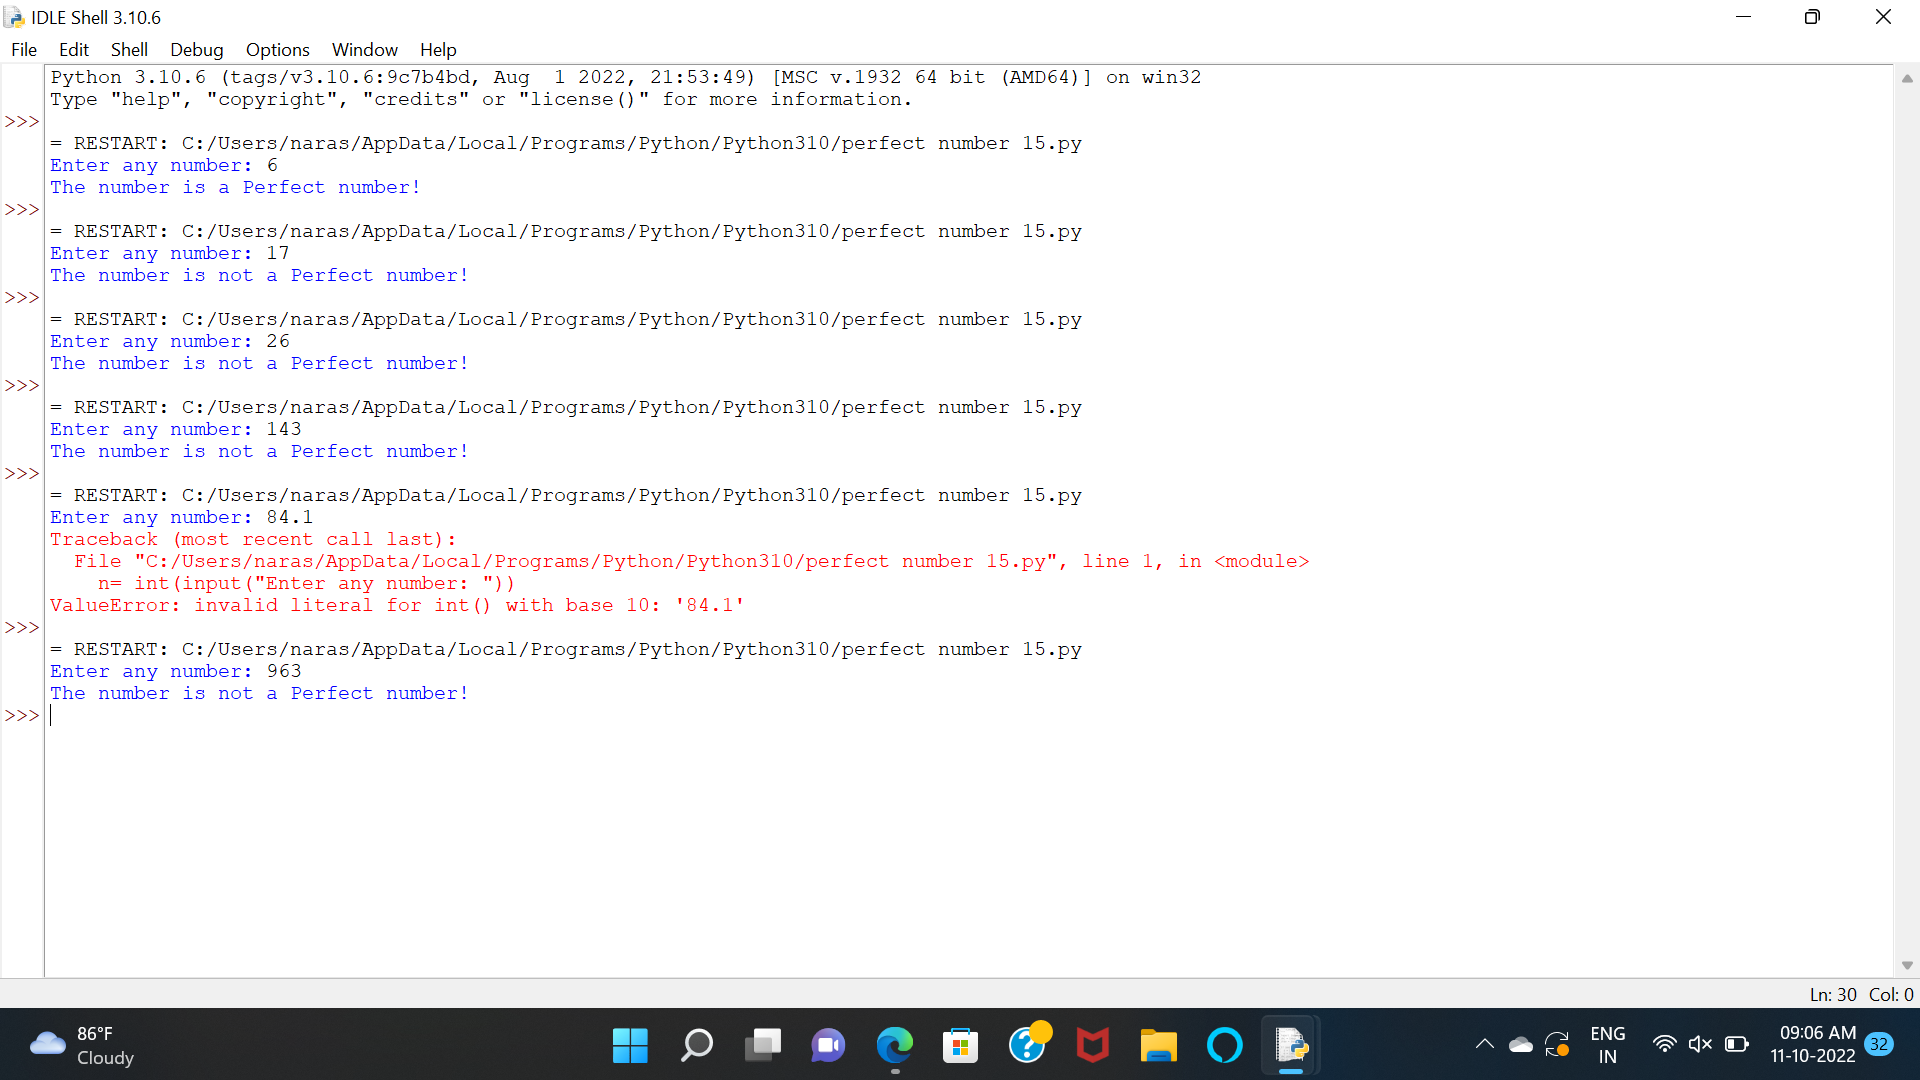 IDLE Shell 3.10.6
File Edit Shell Debug Options Window Help
Python 3.10.6 (tags/v3.10.6:9c7b4bd, Aug  1 2022, 21:53:49) [MSC v.1932 64 bit (AMD64)] on win32
Type "help", "copyright", "credits" or "license()" for more information.
>>>
= RESTART: C:/Users/naras/AppData/Local/Programs/Python/Python310/perfect number 15.py
Enter any number: 6
The number is a Perfect number!
>>>
= RESTART: C:/Users/naras/AppData/Local/Programs/Python/Python310/perfect number 15.py
Enter any number: 17
The number is not a Perfect number!
>>>
= RESTART: C:/Users/naras/AppData/Local/Programs/Python/Python310/perfect number 15.py
Enter any number: 26
The number is not a Perfect number!
>>>
= RESTART: C:/Users/naras/AppData/Local/Programs/Python/Python310/perfect number 15.py
Enter any number: 143
The number is not a Perfect number!
>>>
= RESTART: C:/Users/naras/AppData/Local/Programs/Python/Python310/perfect number 15.py
Enter any number: 84.1
Traceback (most recent call last):
  File "C:/Users/naras/AppData/Local/Programs/Python/Python310/perfect number 15.py", line 1, in <module>
    n= int(input("Enter any number: "))
ValueError: invalid literal for int() with base 10: '84.1'
>>>
= RESTART: C:/Users/naras/AppData/Local/Programs/Python/Python310/perfect number 15.py
Enter any number: 963
The number is not a Perfect number!
>>>
Ln: 30 Col: 0
86°F
Cloudy
ENG
IN
09:06 AM
11-10-2022
32